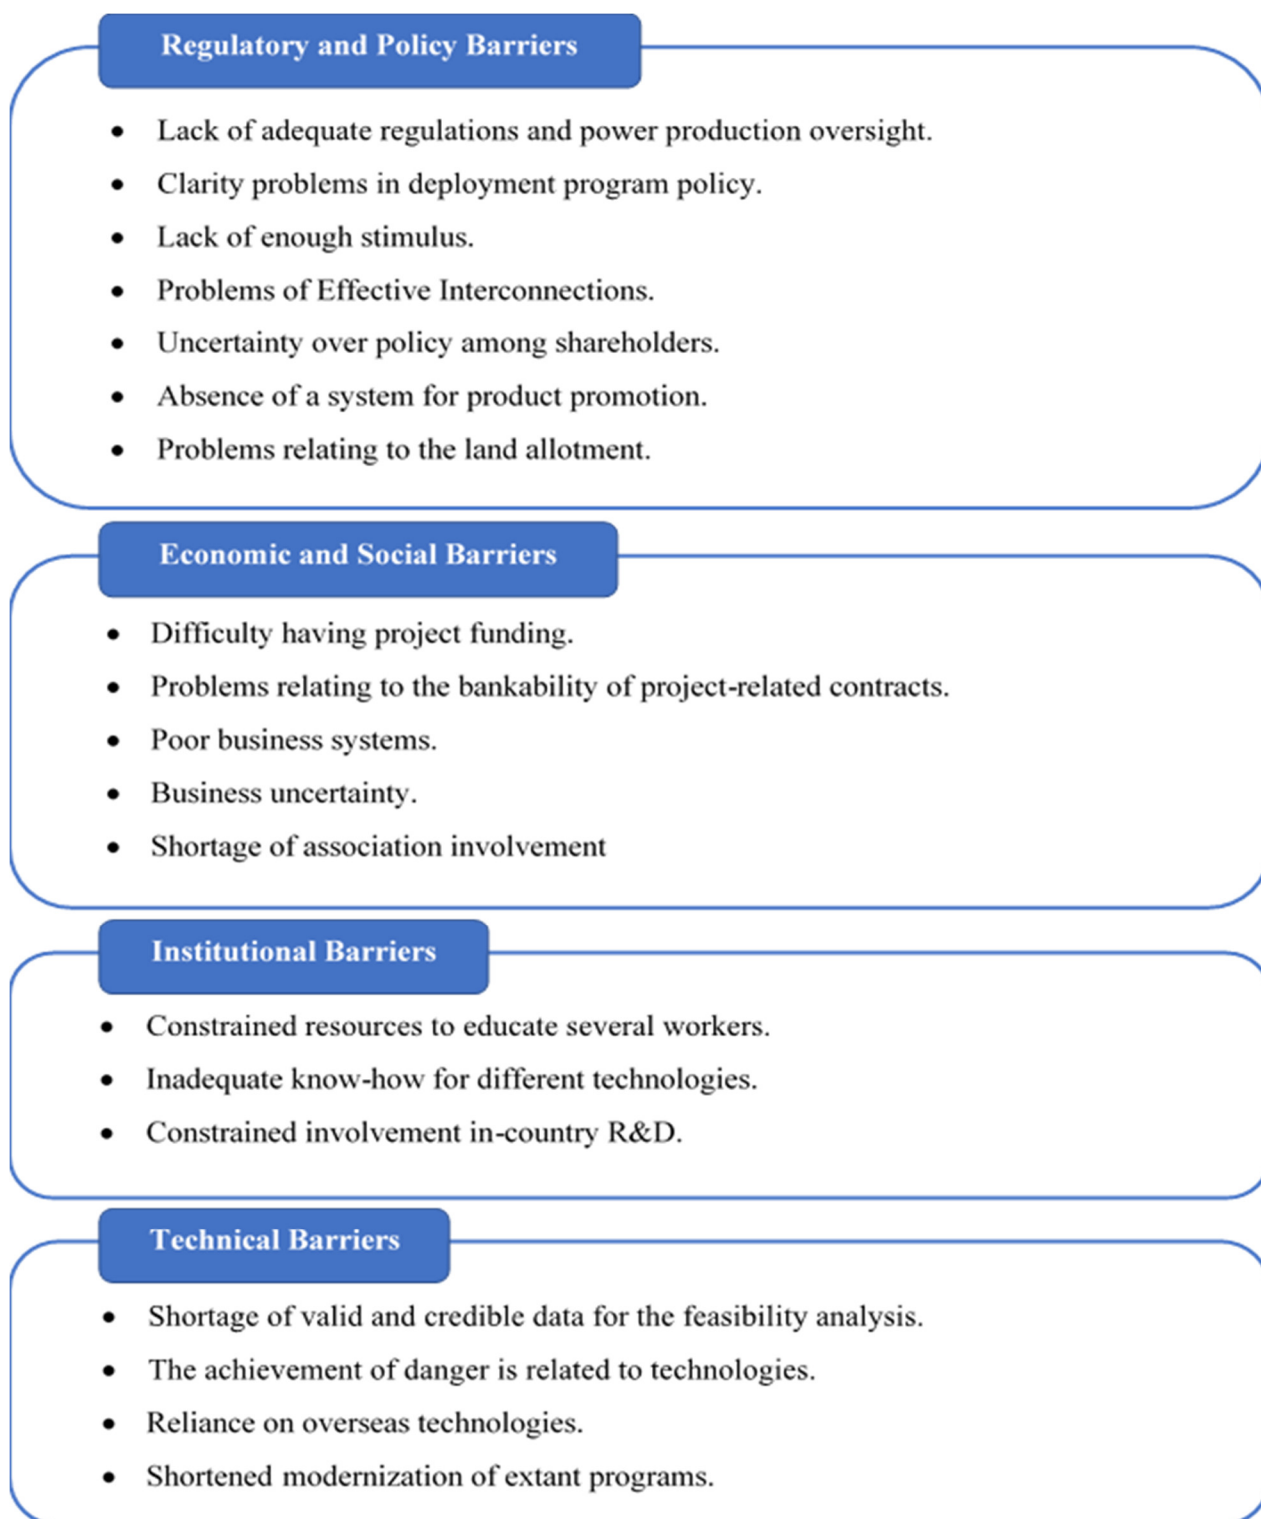 Regulatory and Policy Barriers
• Lack of adequate regulations and power production oversight.
• Clarity problems in deployment program policy.
• Lack of enough stimulus.
• Problems of Effective Interconnections.
• Uncertainty over policy among shareholders.
• Absence of a system for product promotion.
• Problems relating to the land allotment.
Economic and Social Barriers
• Difficulty having project funding.
• Problems relating to the bankability of project-related contracts.
• Poor business systems.
• Business uncertainty.
• Shortage of association involvement
Institutional Barriers
• Constrained resources to educate several workers.
• Inadequate know-how for different technologies.
• Constrained involvement in-country R&D.
Technical Barriers
• Shortage of valid and credible data for the feasibility analysis.
• The achievement of danger is related to technologies.
• Reliance on overseas technologies.
• Shortened modernization of extant programs.